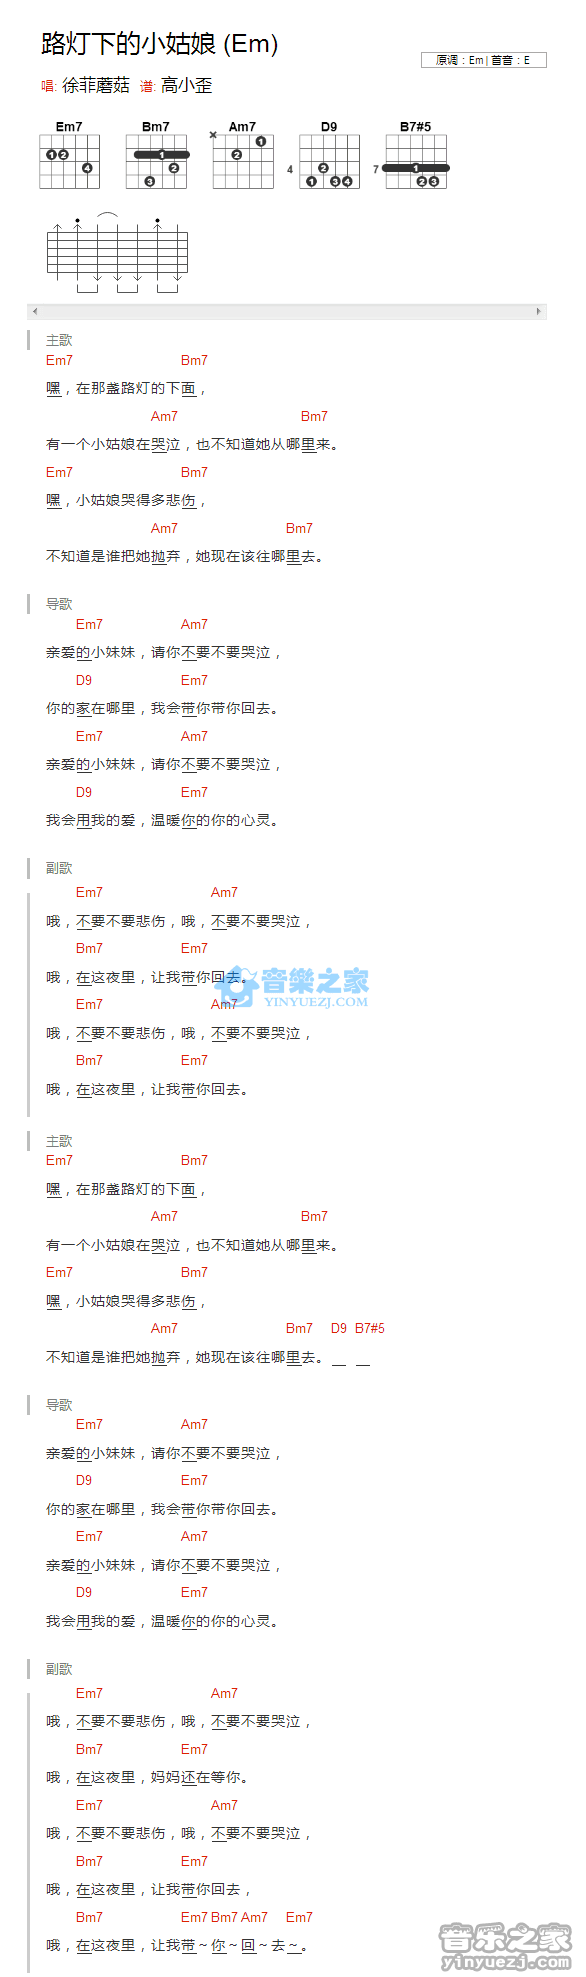 路灯下的小姑娘 (Em)
原调：Em | 首音：E
唱: 徐菲蘑菇 谱: 高小歪
Em7 Bm7 Am7 D9 B7#5
主歌
Em7 Bm7
嘿，在那盏路灯的下面，
Am7 Bm7
有一个小姑娘在哭泣，也不知道她从哪里来。
Em7 Bm7
嘿，小姑娘哭得多悲伤，
Am7 Bm7
不知道是谁把她抛弃，她现在该往哪里去。
导歌
Em7 Am7
亲爱的小妹妹，请你不要不要哭泣，
D9 Em7
你的家在哪里，我会带你带你回去。
Em7 Am7
亲爱的小妹妹，请你不要不要哭泣，
D9 Em7
我会用我的爱，温暖你的你的心灵。
副歌
Em7 Am7
哦，不要不要悲伤，哦，不要不要哭泣，
Bm7 Em7
哦，在这夜里，让我带你回去。
音樂之家
YINYUEZJ.COM
Em7 Am7
哦，不要不要悲伤，哦，不要不要哭泣，
Bm7 Em7
哦，在这夜里，让我带你回去。
主歌
Em7 Bm7
嘿，在那盏路灯的下面，
Am7 Bm7
有一个小姑娘在哭泣，也不知道她从哪里来。
Em7 Bm7
嘿，小姑娘哭得多悲伤，
Am7 Bm7 D9 B7#5
不知道是谁把她抛弃，她现在该往哪里去。
导歌
Em7 Am7
亲爱的小妹妹，请你不要不要哭泣，
D9 Em7
你的家在哪里，我会带你带你回去。
Em7 Am7
亲爱的小妹妹，请你不要不要哭泣，
D9 Em7
我会用我的爱，温暖你的你的心灵。
副歌
Em7 Am7
哦，不要不要悲伤，哦，不要不要哭泣，
Bm7 Em7
哦，在这夜里，妈妈还在等你。
Em7 Am7
哦，不要不要悲伤，哦，不要不要哭泣，
Bm7 Em7
哦，在这夜里，让我带你回去，
Bm7 Em7 Bm7 Am7 Em7
哦，在这夜里，让我带～你～回～去～。
音乐之家
yinyuezj.com